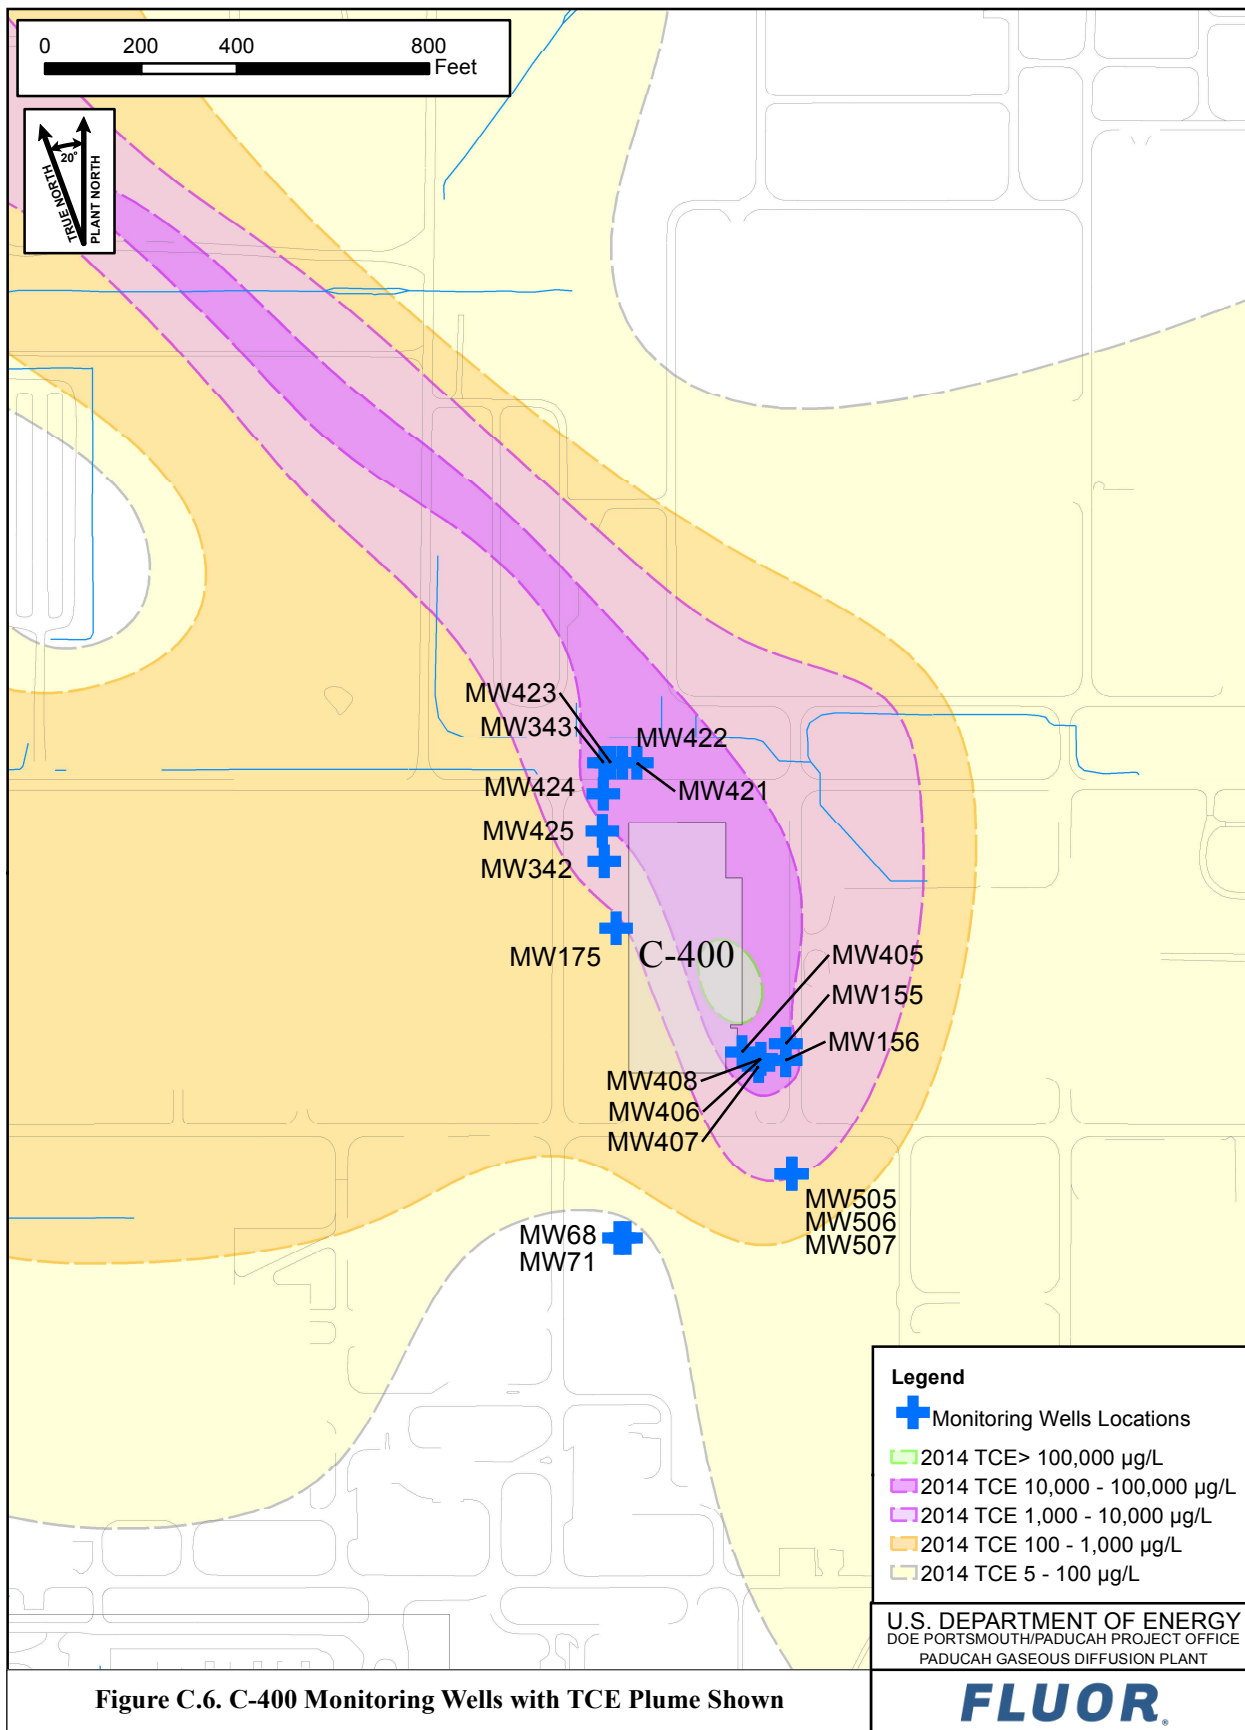 0 200 400 800
Feet
20°
TRUE NORTH
PLANT NORTH
MW423
MW343
MW422
MW424
MW421
MW425
MW342
MW175
C-400
MW405
MW155
MW156
MW408
MW406
MW407
MW505
MW506
MW507
MW68
MW71
Legend
Monitoring Wells Locations
2014 TCE> 100,000 µg/L
2014 TCE 10,000 - 100,000 µg/L
2014 TCE 1,000 - 10,000 µg/L
2014 TCE 100 - 1,000 µg/L
2014 TCE 5 - 100 µg/L
U.S. DEPARTMENT OF ENERGY
DOE PORTSMOUTH/PADUCAH PROJECT OFFICE
PADUCAH GASEOUS DIFFUSION PLANT
Figure C.6. C-400 Monitoring Wells with TCE Plume Shown
FLUOR®